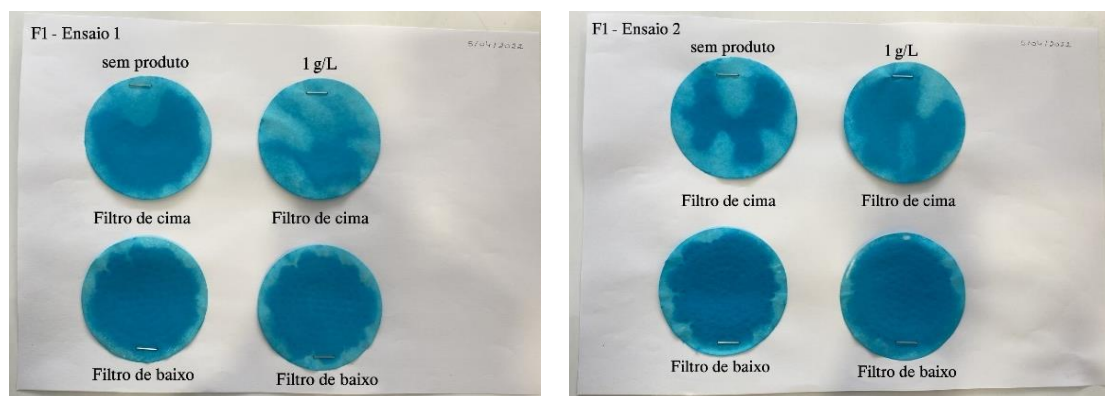 F1 - Ensaio 1
sem produto
1 g/L
Filtro de cima
Filtro de cima
Filtro de baixo
Filtro de baixo
F1 - Ensaio 2
sem produto
1 g/L
Filtro de cima
Filtro de cima
Filtro de baixo
Filtro de baixo